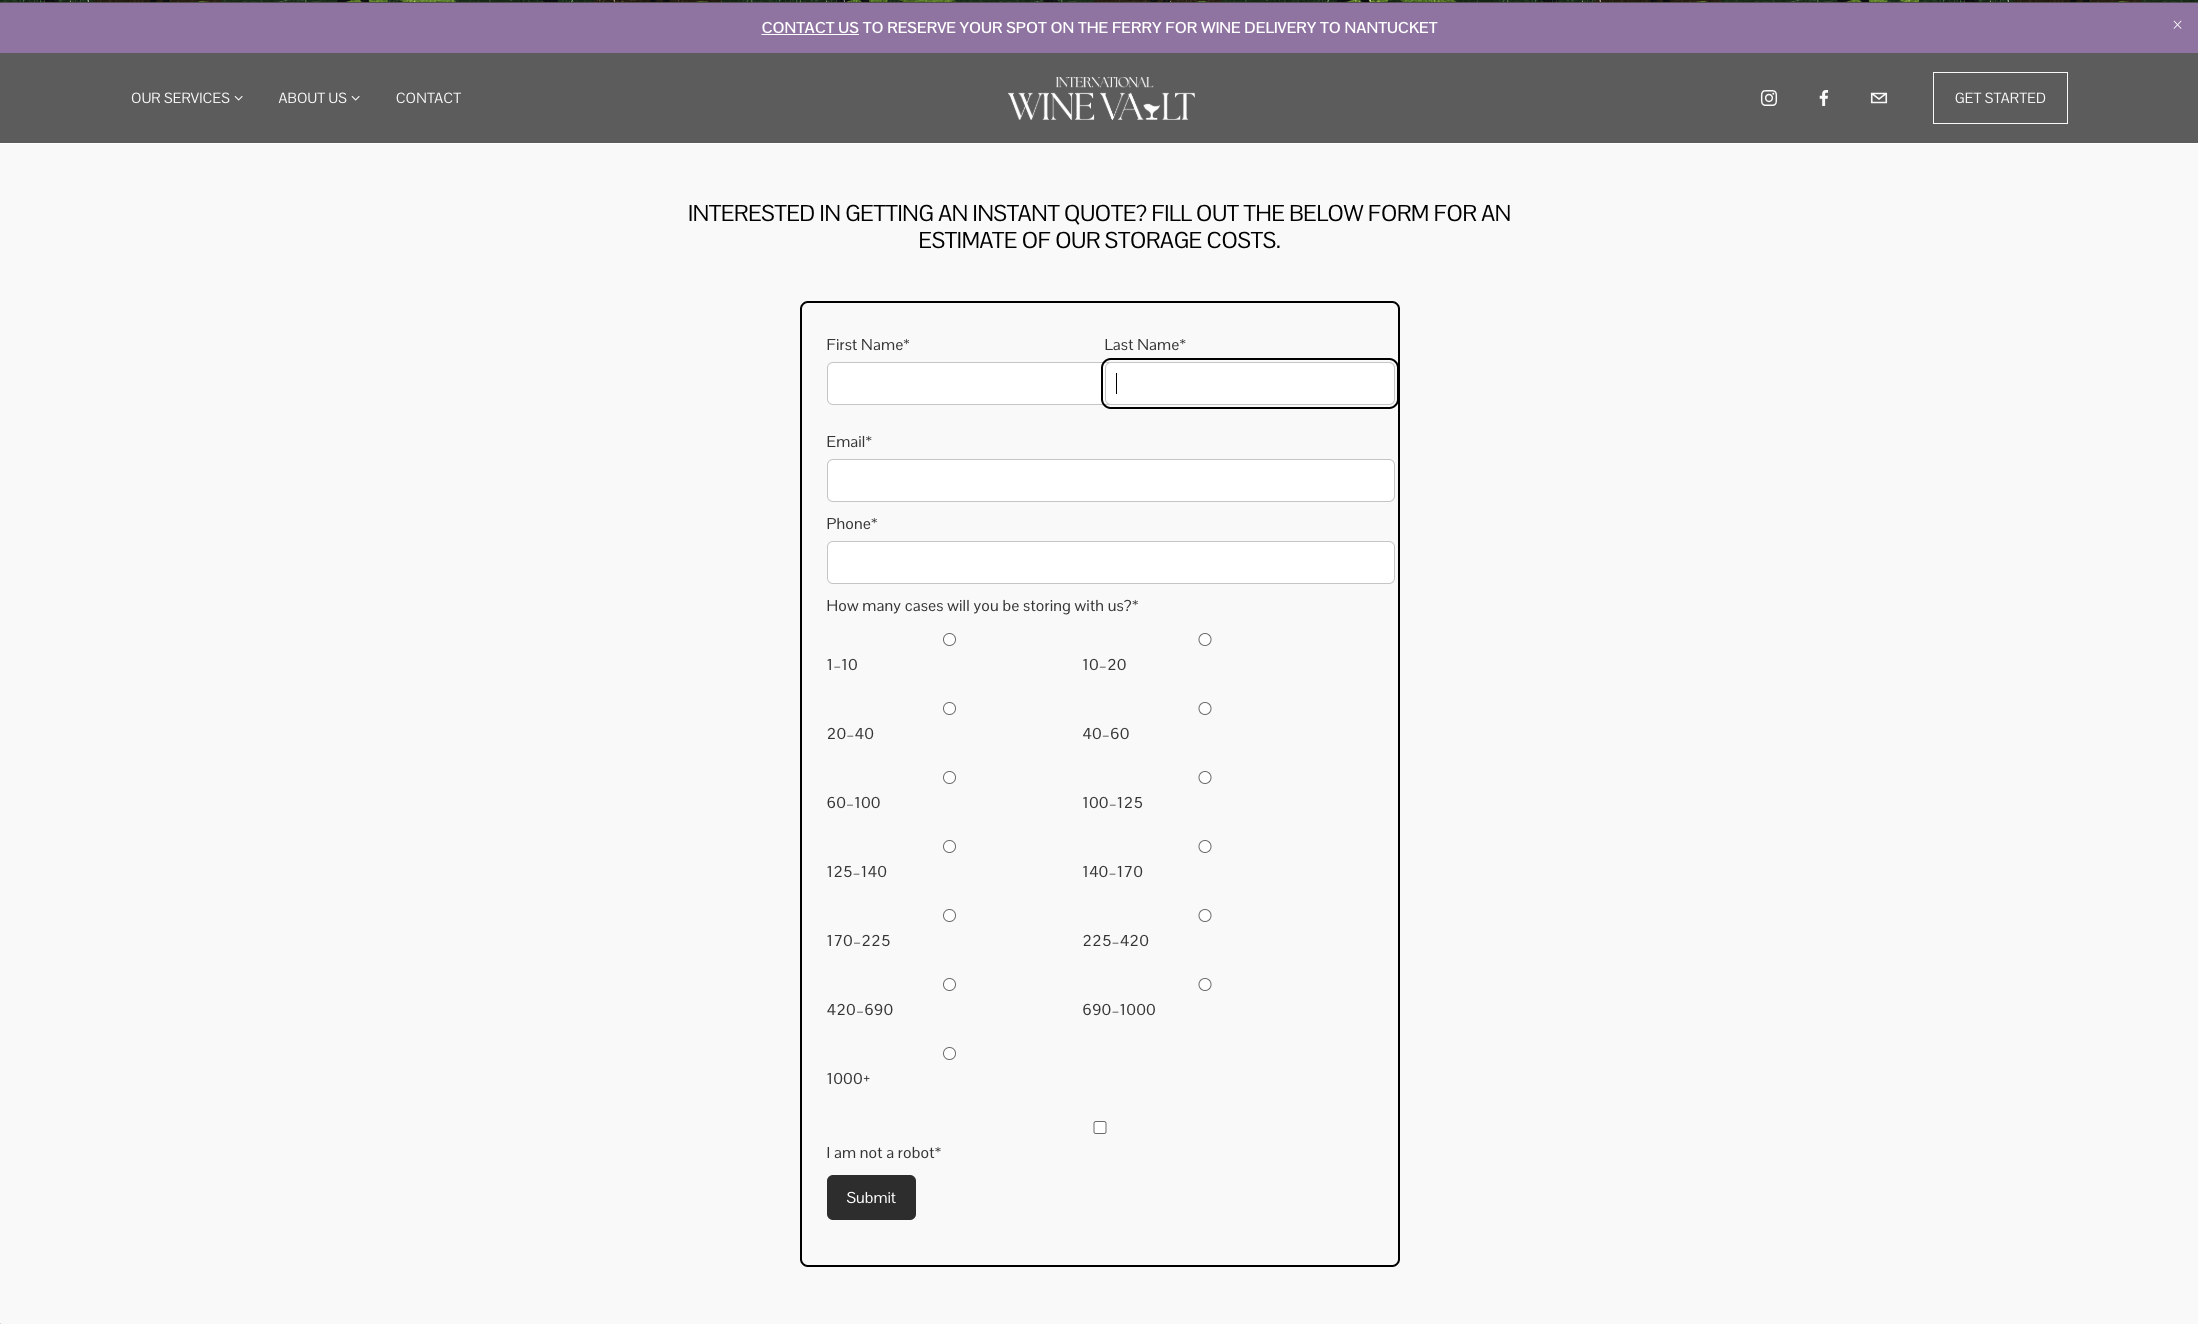 CONTACT US TO RESERVE YOUR SPOT ON THE FERRY FOR WINE DELIVERY TO NANTUCKET
OUR SERVICES
ABOUT US
CONTACT
INTERNATIONAL
WINE VAULT
GET STARTED
INTERESTED IN GETTING AN INSTANT QUOTE? FILL OUT THE BELOW FORM FOR AN
ESTIMATE OF OUR STORAGE COSTS.
First Name*
Last Name*
Email*
Phone*
How many cases will you be storing with us?*
1–10
10–20
20–40
40–60
60–100
100–125
125–140
140–170
170–225
225–420
420–690
690–1000
1000+
I am not a robot*
Submit